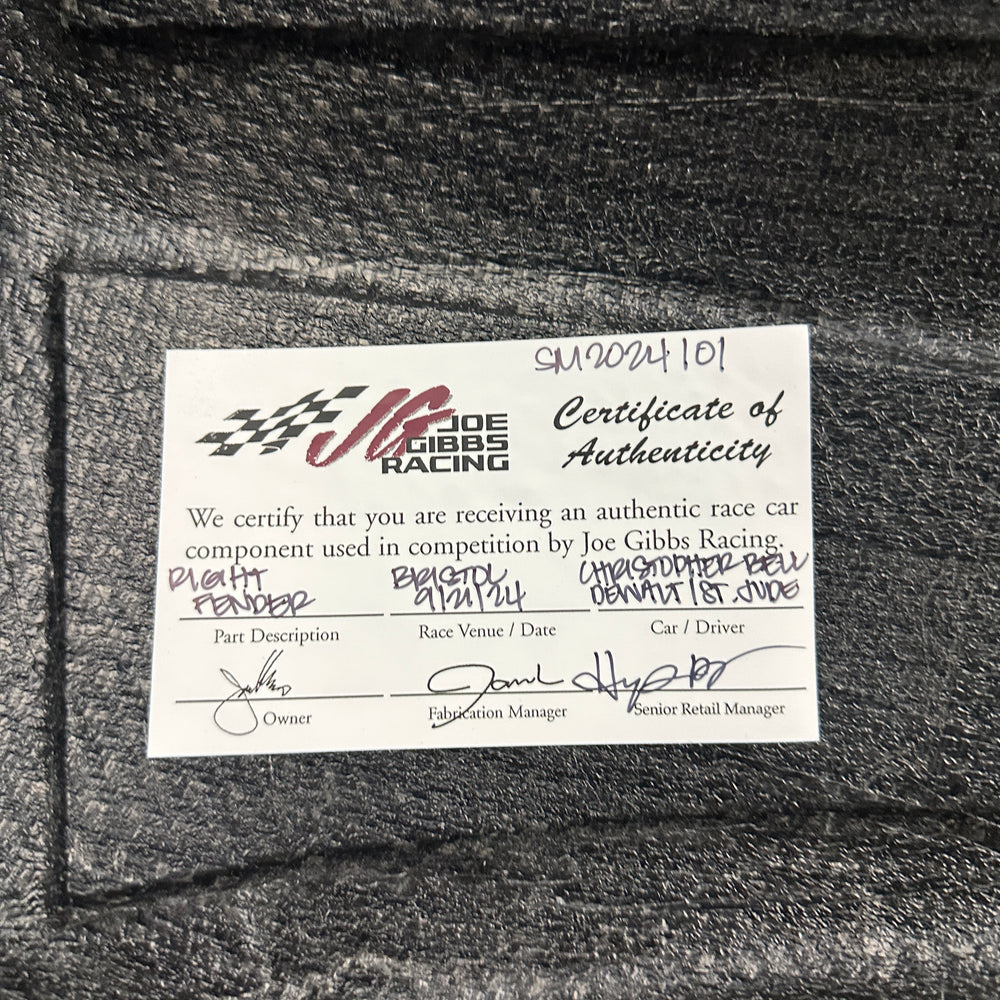 SM2024101
JG JOE
GIBBS
RACING
Certificate of
Authenticity
We certify that you are receiving an authentic race car
component used in competition by Joe Gibbs Racing.
RIGHT
FENDER
BRISTOL
9/21/24
CHRISTOPHER BELL
DEWALT / ST. JUDE
Part Description
Race Venue / Date
Car / Driver
Owner
Fabrication Manager
Senior Retail Manager